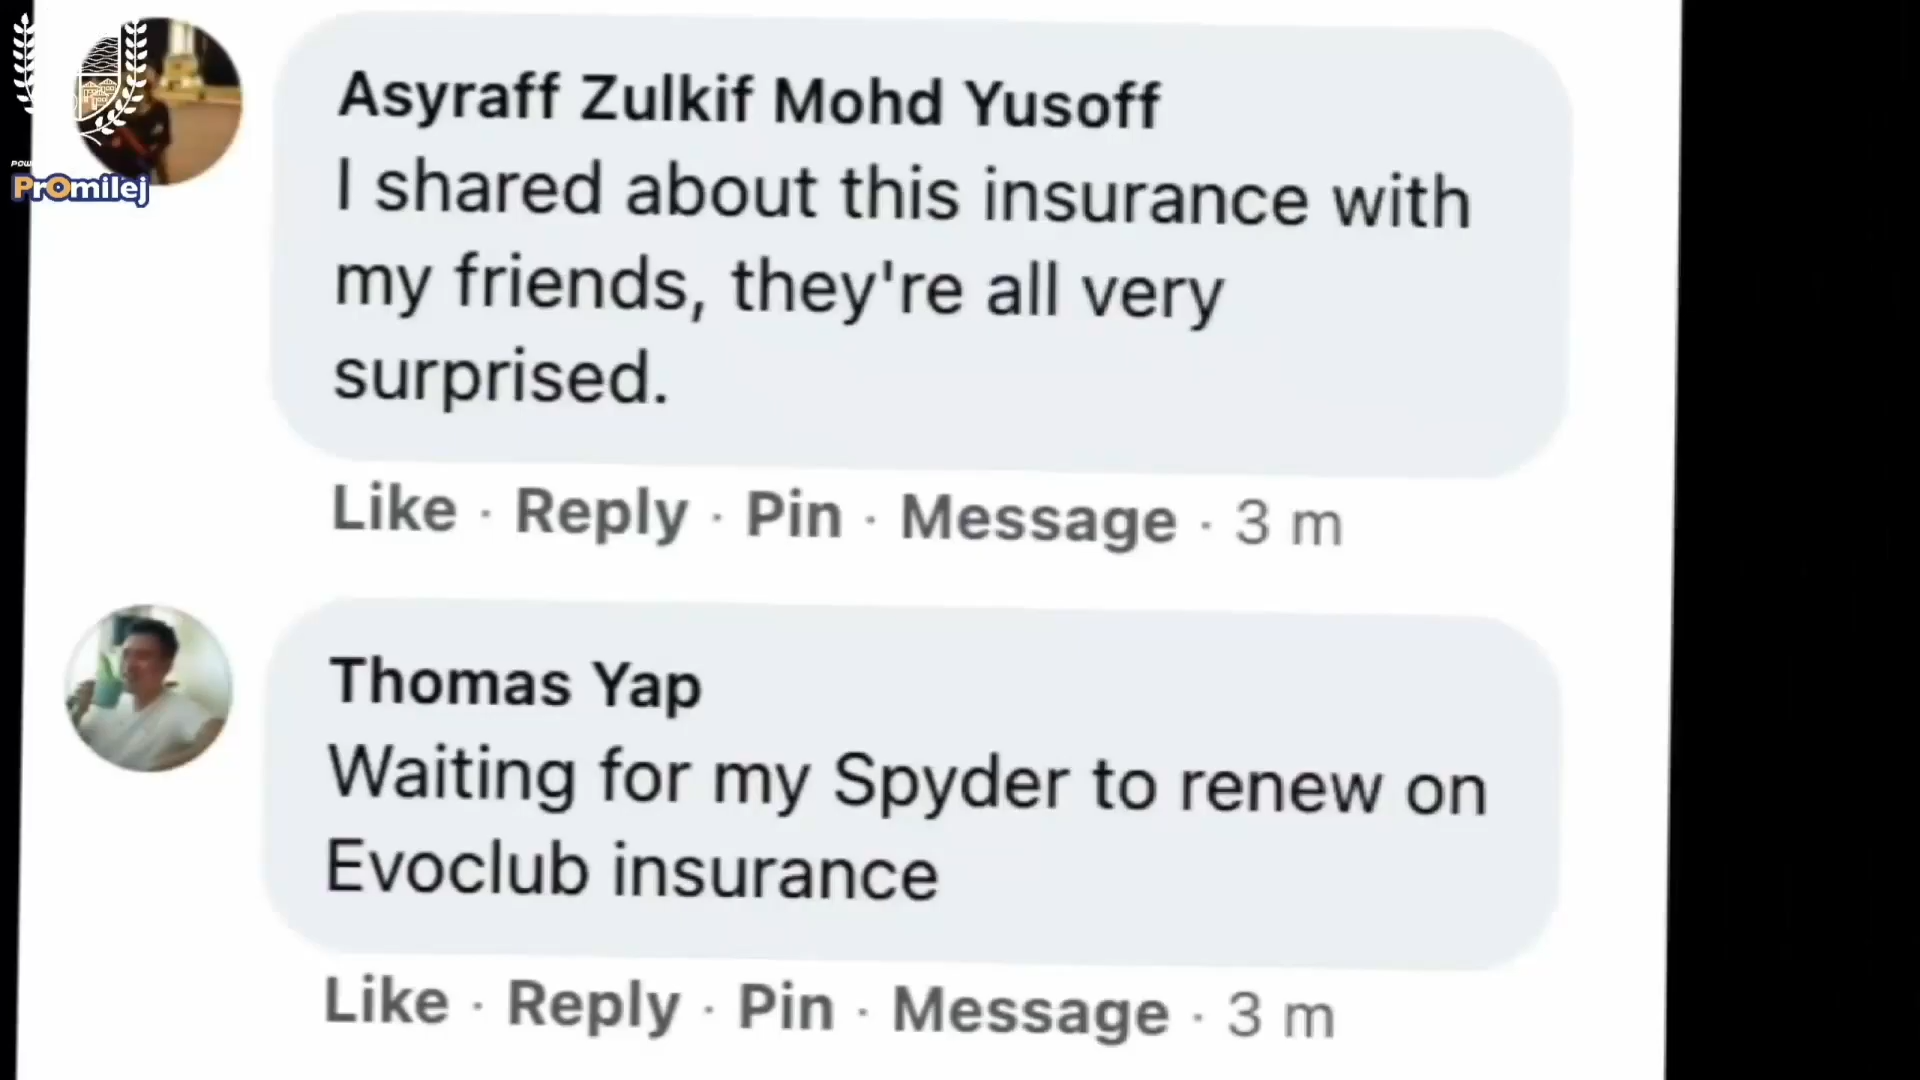 Asyraff Zulkif Mohd Yusoff
I shared about this insurance with
my friends, they're all very
surprised.
Like · Reply · Pin · Message · 3 m
PrOmilej
Thomas Yap
Waiting for my Spyder to renew on
Evoclub insurance
Like · Reply · Pin · Message · 3 m